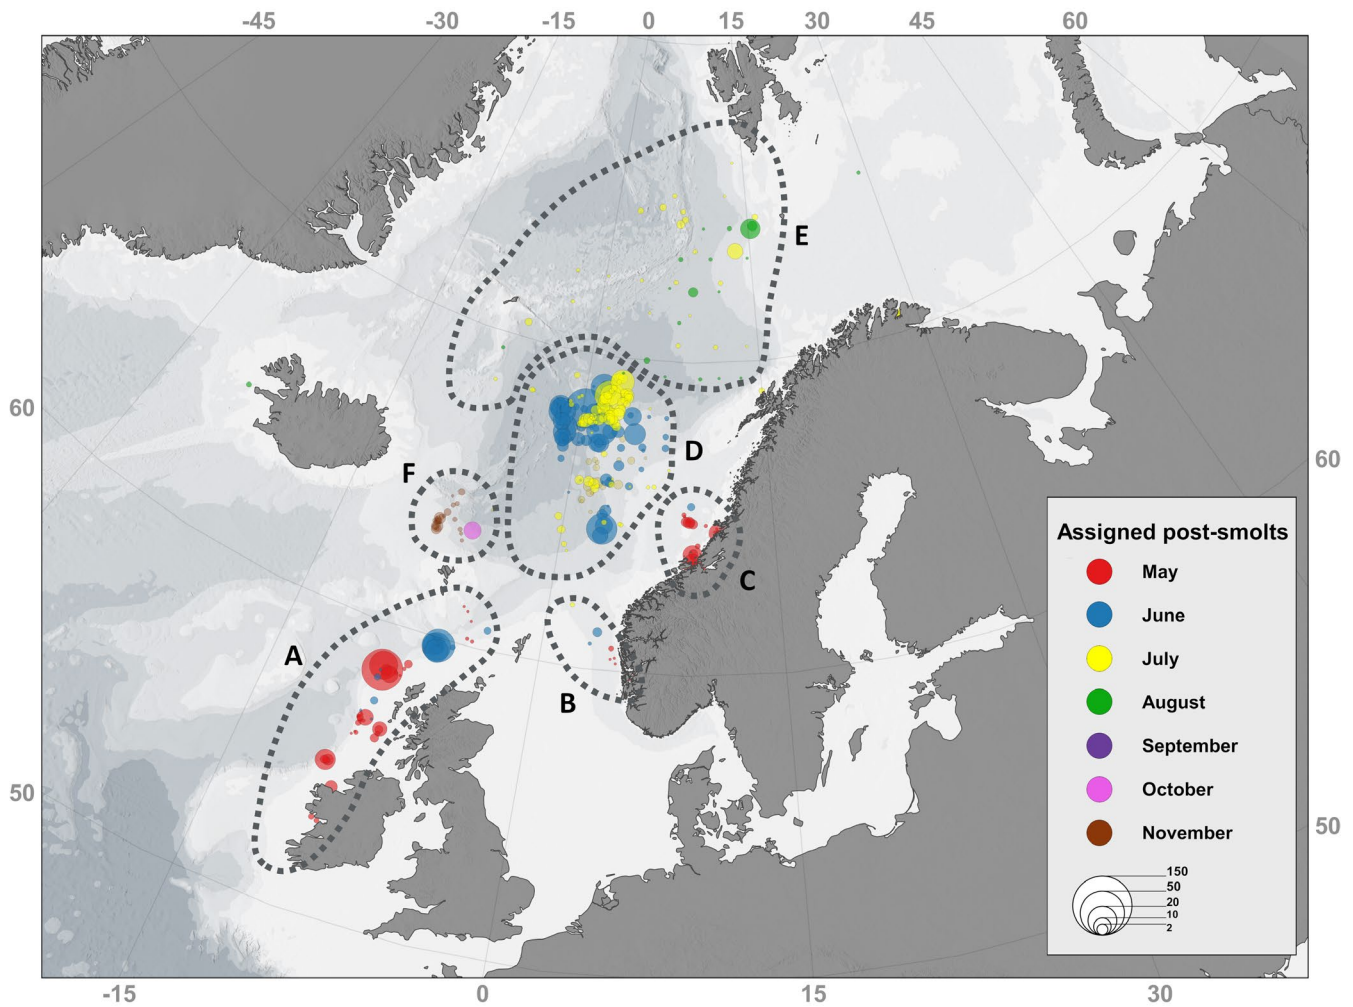 -45 -30 -15 0 15 30 45 60
E
60
D
60
F
Assigned post-smolts
May
C
June
A
July
B
August
September
50
October
50
November
150
50
20
10
2
-15 0 15 30